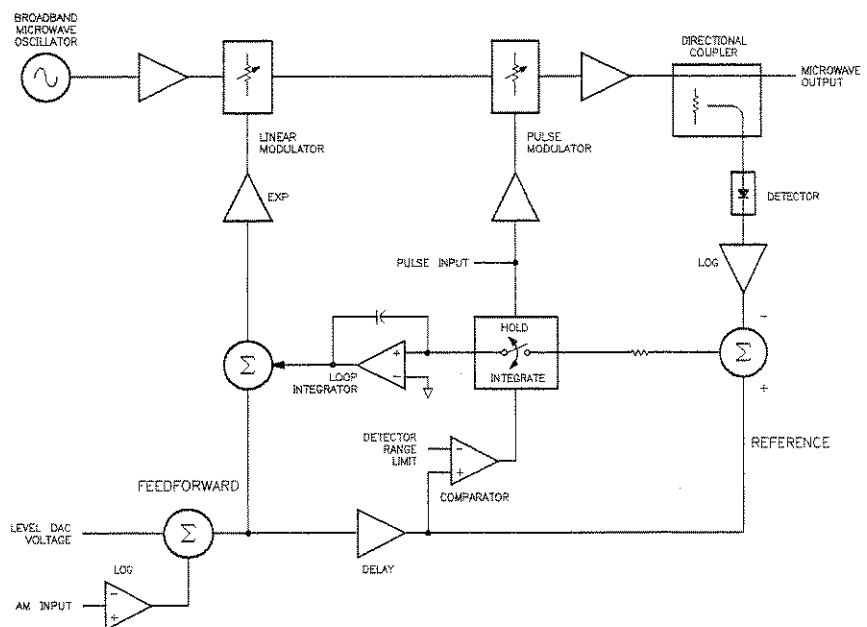 BROADBAND
MICROWAVE
OSCILLATOR
DIRECTIONAL
COUPLER
MICROWAVE
OUTPUT
LINEAR
MODULATOR
PULSE
MODULATOR
EXP
DETECTOR
LOG
PULSE INPUT
HOLD
INTEGRATE
-
Σ
+
Σ
+
-
LOOP
INTEGRATOR
REFERENCE
DETECTOR
RANGE
LIMIT
-
+
COMPARATOR
FEEDFORWARD
LEVEL DAC
VOLTAGE
Σ
DELAY
LOG
AM INPUT
-
+